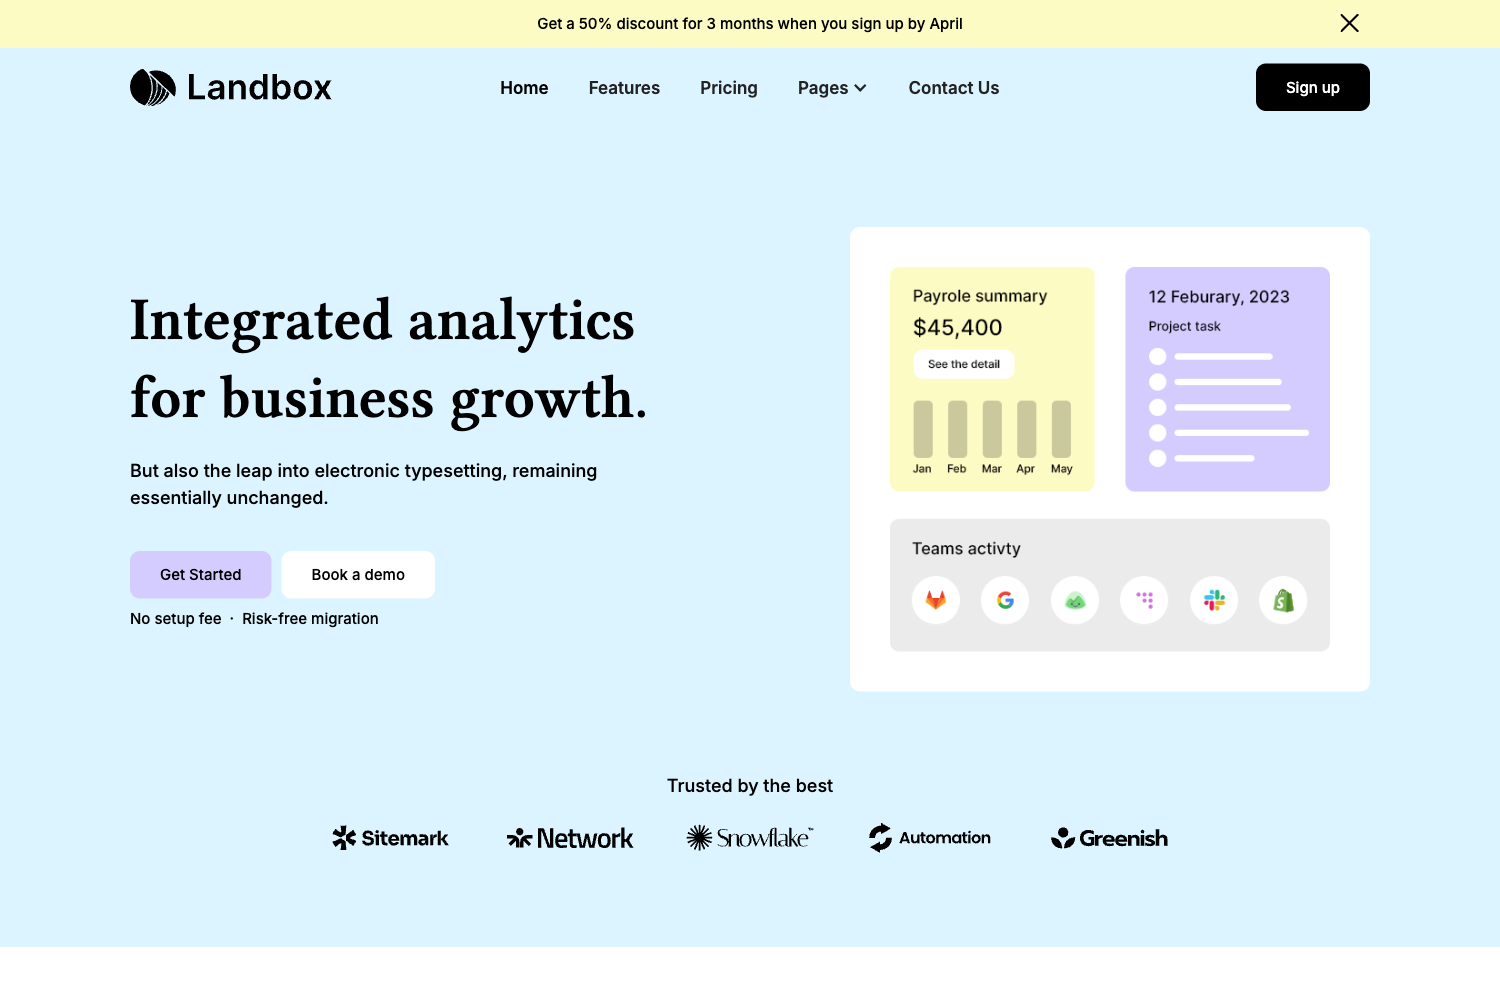 Get a 50% discount for 3 months when you sign up by April
Landbox
Home
Features
Pricing
Pages
Contact Us
Sign up
Integrated analytics
for business growth.
But also the leap into electronic typesetting, remaining
essentially unchanged.
Get Started
Book a demo
No setup fee · Risk-free migration
Payrole summary
$45,400
See the detail
Jan Feb Mar Apr May
12 Feburary, 2023
Project task
Teams activty
Trusted by the best
Sitemark
Network
Snowflake™
Automation
Greenish